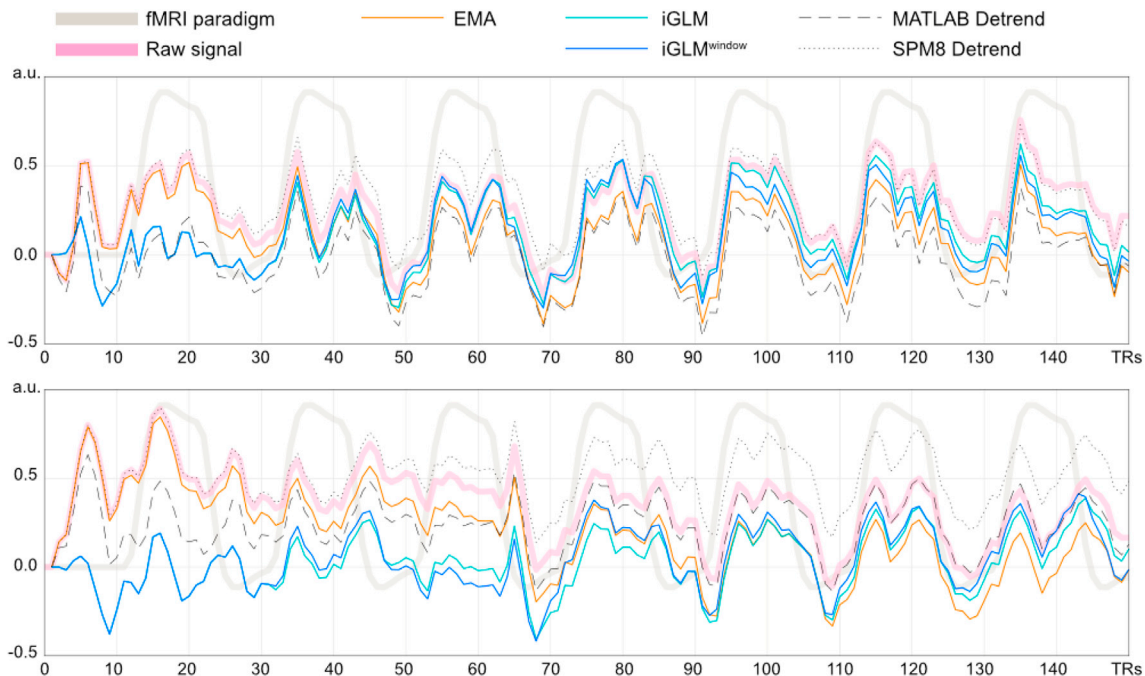 fMRI paradigm EMA iGLM MATLAB Detrend
Raw signal iGLMwindow SPM8 Detrend
a.u.
0.5
0.0
-0.5
0 10 20 30 40 50 60 70 80 90 100 110 120 130 140 TRs
a.u.
0.5
0.0
-0.5
0 10 20 30 40 50 60 70 80 90 100 110 120 130 140 TRs